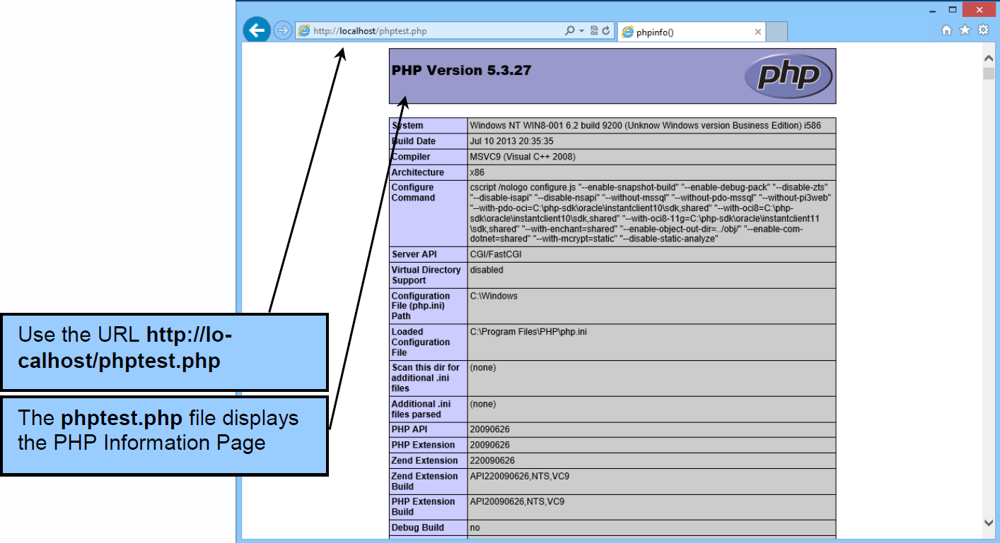 http://localhost/phptest.php
phpinfo()
PHP Version 5.3.27
php
System Windows NT WIN8-001 6.2 build 9200 (Unknow Windows version Business Edition) i586
Build Date Jul 10 2013 20:35:35
Compiler MSVC9 (Visual C++ 2008)
Architecture x86
Configure
Command
cscript /nologo configure.js "--enable-snapshot-build" "--enable-debug-pack" "--disable-zts"
"--disable-isapi" "--disable-nsapi" "--without-mssql" "--without-pdo-mssql" "--without-pi3web"
"--with-pdo-oci=C:\php-sdk\oracle\instantclient10\sdk,shared" "--with-oci8=C:\php-
sdk\oracle\instantclient10\sdk,shared" "--with-oci8-11g=C:\php-sdk\oracle\instantclient11
\sdk,shared" "--with-enchant=shared" "--enable-object-out-dir=../obj/" "--enable-com-
dotnet=shared" "--with-mcrypt=static" "--disable-static-analyze"
Server API CGI/FastCGI
Virtual Directory
Support
disabled
Configuration
File (php.ini)
Path
C:\Windows
Loaded
Configuration
File
C:\Program Files\PHP\php.ini
Scan this dir for
additional .ini
files
(none)
Additional .ini
files parsed
(none)
PHP API 20090626
PHP Extension 20090626
Zend Extension 220090626
Zend Extension
Build
API220090626,NTS,VC9
PHP Extension
Build
API20090626,NTS,VC9
Debug Build no
Use the URL http://lo-
calhost/phptest.php
The phptest.php file displays
the PHP Information Page